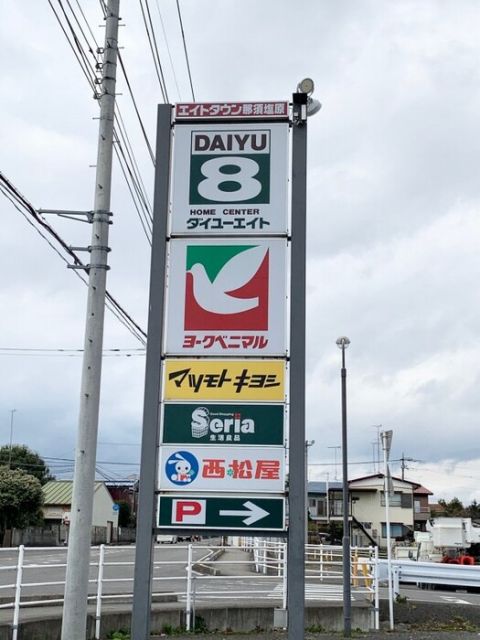 エイトタウン那須塩原
DAIYU
8
HOME CENTER
ダイユーエイト
ヨークベニマル
マツモトキヨシ
Good Shopping
Seria
生活良品
西松屋
P